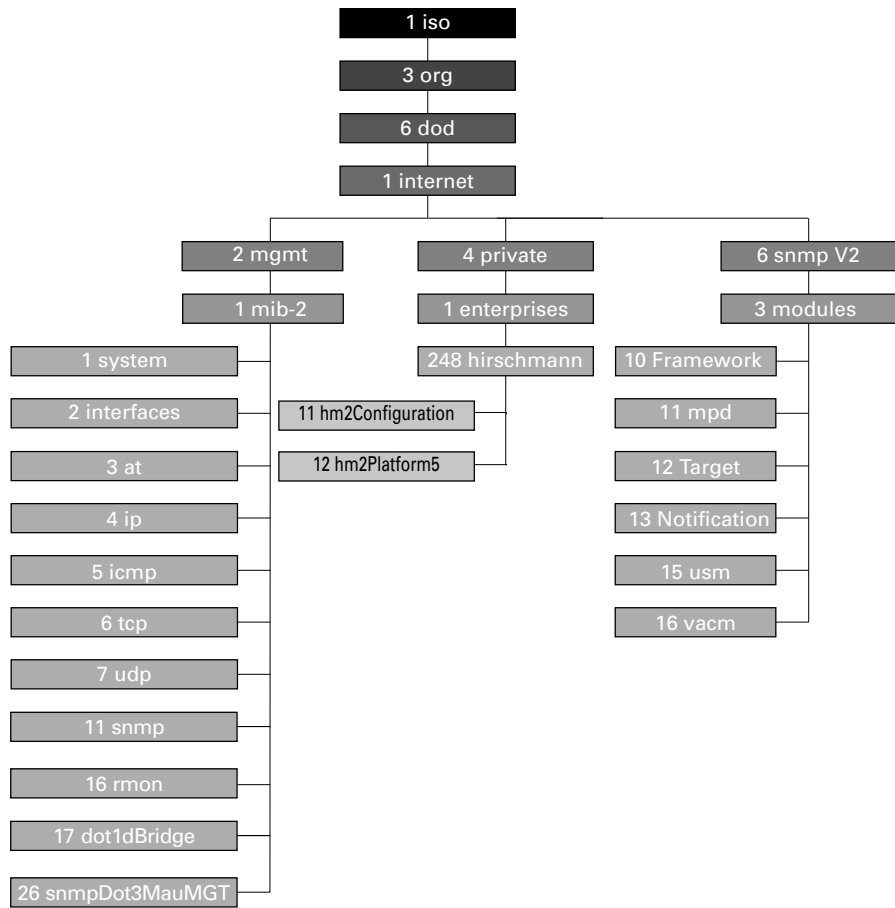 1 iso
3 org
6 dod
1 internet
2 mgmt
4 private
6 snmp V2
1 mib-2
1 enterprises
3 modules
1 system
248 hirschmann
10 Framework
2 interfaces
11 hm2Configuration
11 mpd
3 at
12 hm2Platform5
12 Target
4 ip
13 Notification
5 icmp
15 usm
6 tcp
16 vacm
7 udp
11 snmp
16 rmon
17 dot1dBridge
26 snmpDot3MauMGT